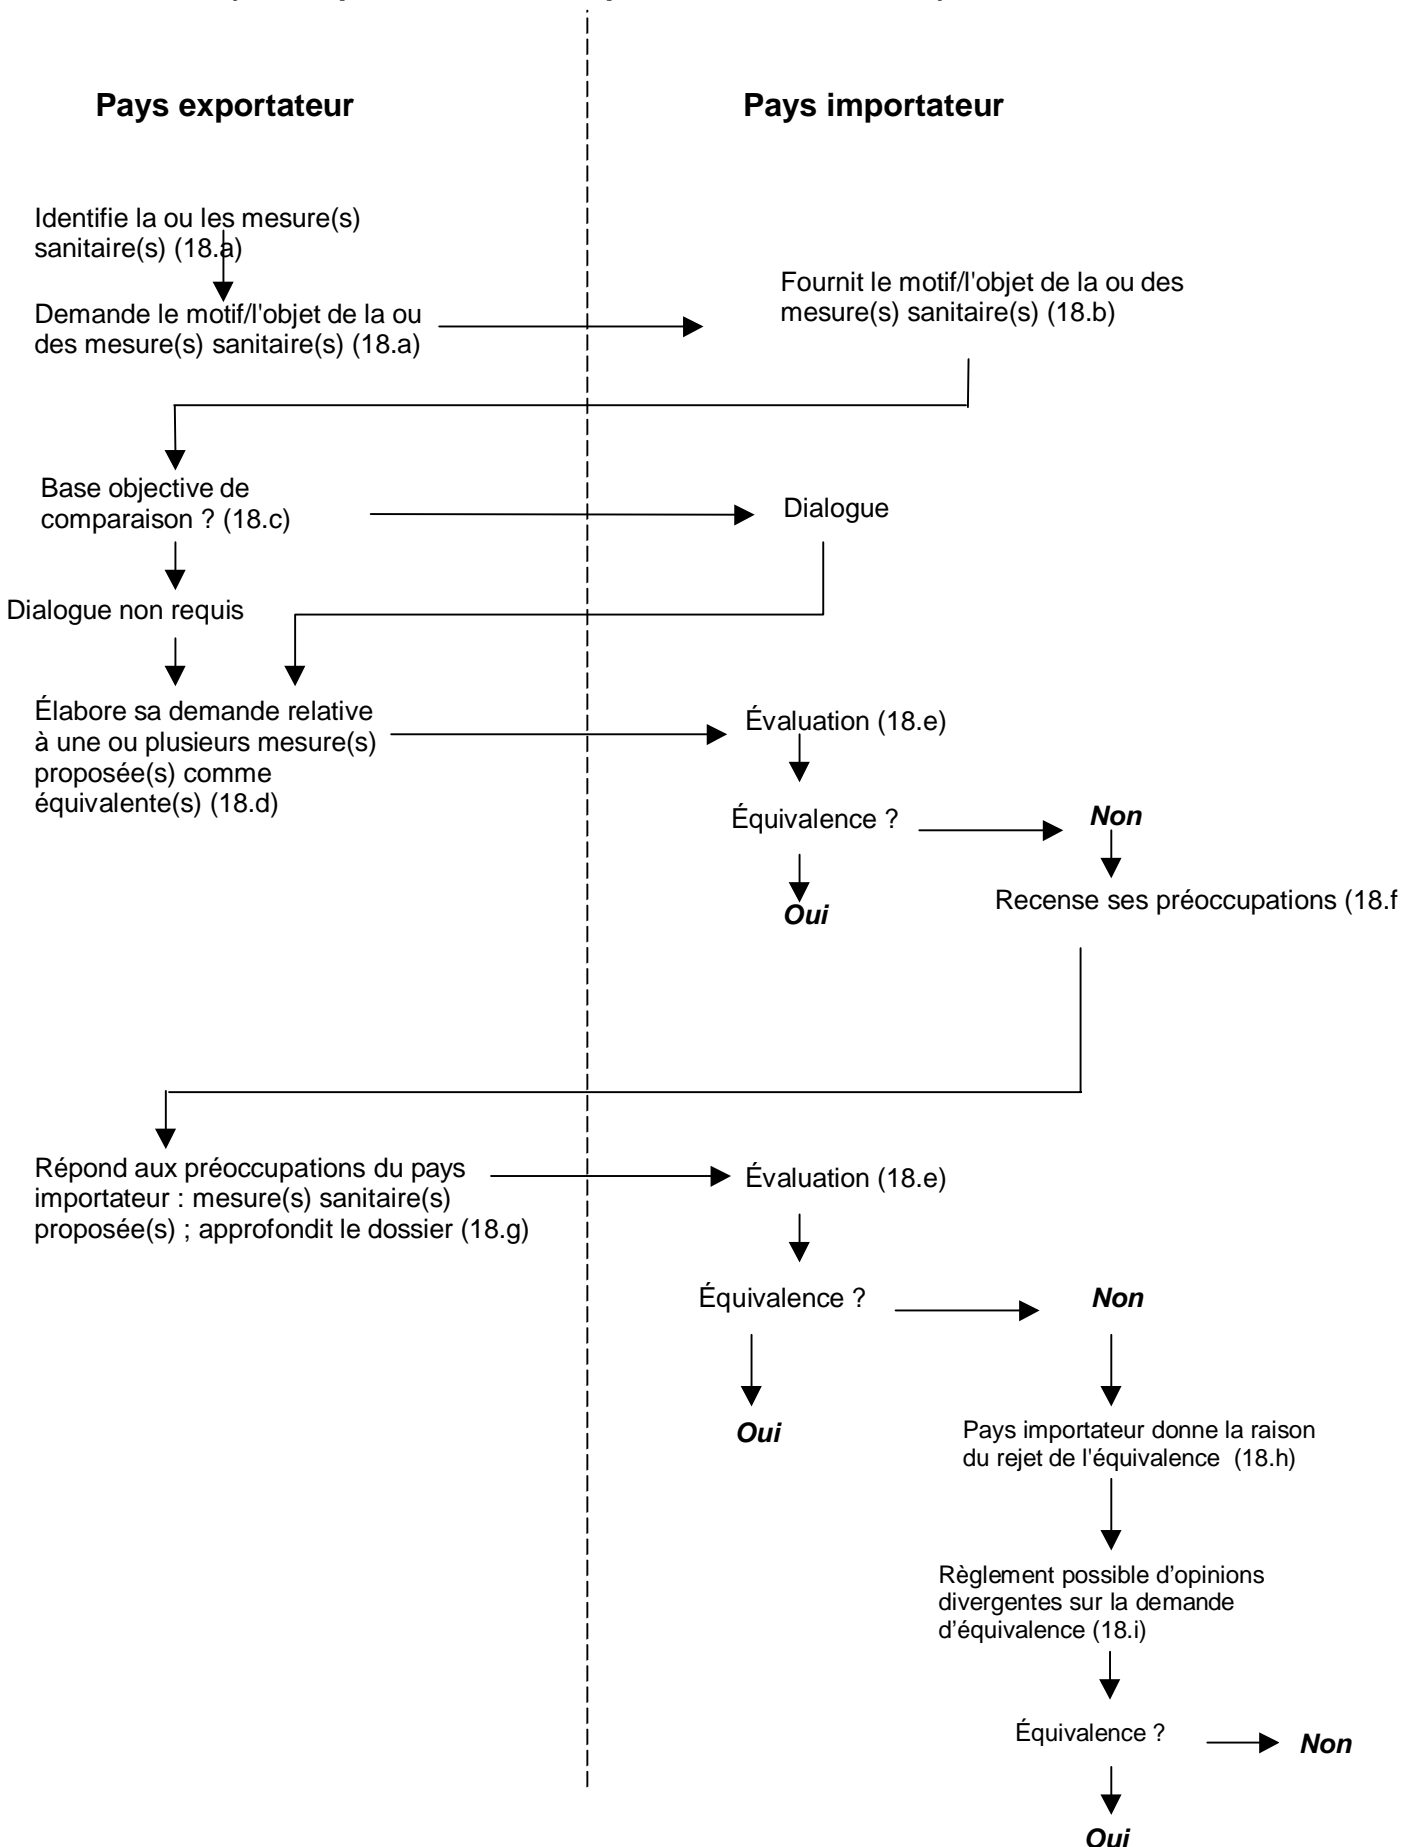 Pays exportateur
Pays importateur
Identifie la ou les mesure(s)
sanitaire(s) (18.a)
Demande le motif/l'objet de la ou
des mesure(s) sanitaire(s) (18.a)
Fournit le motif/l'objet de la ou des
mesure(s) sanitaire(s) (18.b)
Base objective de
comparaison ? (18.c)
Dialogue
Dialogue non requis
Élabore sa demande relative
à une ou plusieurs mesure(s)
proposée(s) comme
équivalente(s) (18.d)
Évaluation (18.e)
Équivalence ?
Non
Oui
Recense ses préoccupations (18.f
Répond aux préoccupations du pays
importateur : mesure(s) sanitaire(s)
proposée(s) ; approfondit le dossier (18.g)
Évaluation (18.e)
Équivalence ?
Non
Oui
Pays importateur donne la raison
du rejet de l'équivalence (18.h)
Règlement possible d’opinions
divergentes sur la demande
d’équivalence (18.i)
Équivalence ?
Non
Oui